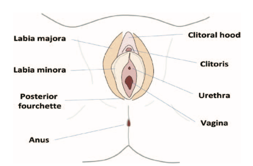 Labia majora
Clitoral hood
Labia minora
Clitoris
Posterior
fourchette
Urethra
Vagina
Anus